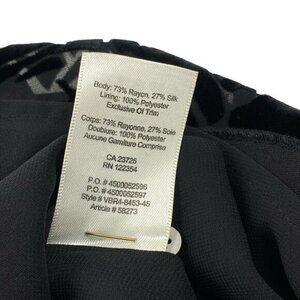 Body: 73% Rayon, 27% Silk
Lining: 100% Polyester
Exclusive Of Trim
Corps: 73% Rayonne, 27% Soie
Doublure: 100% Polyester
Aucune Garniture Comprise
CA 23725
RN 122354
P.O. # 4500052596
P.O. # 4500052597
Style # VBR4-8453-45
Article # 58273